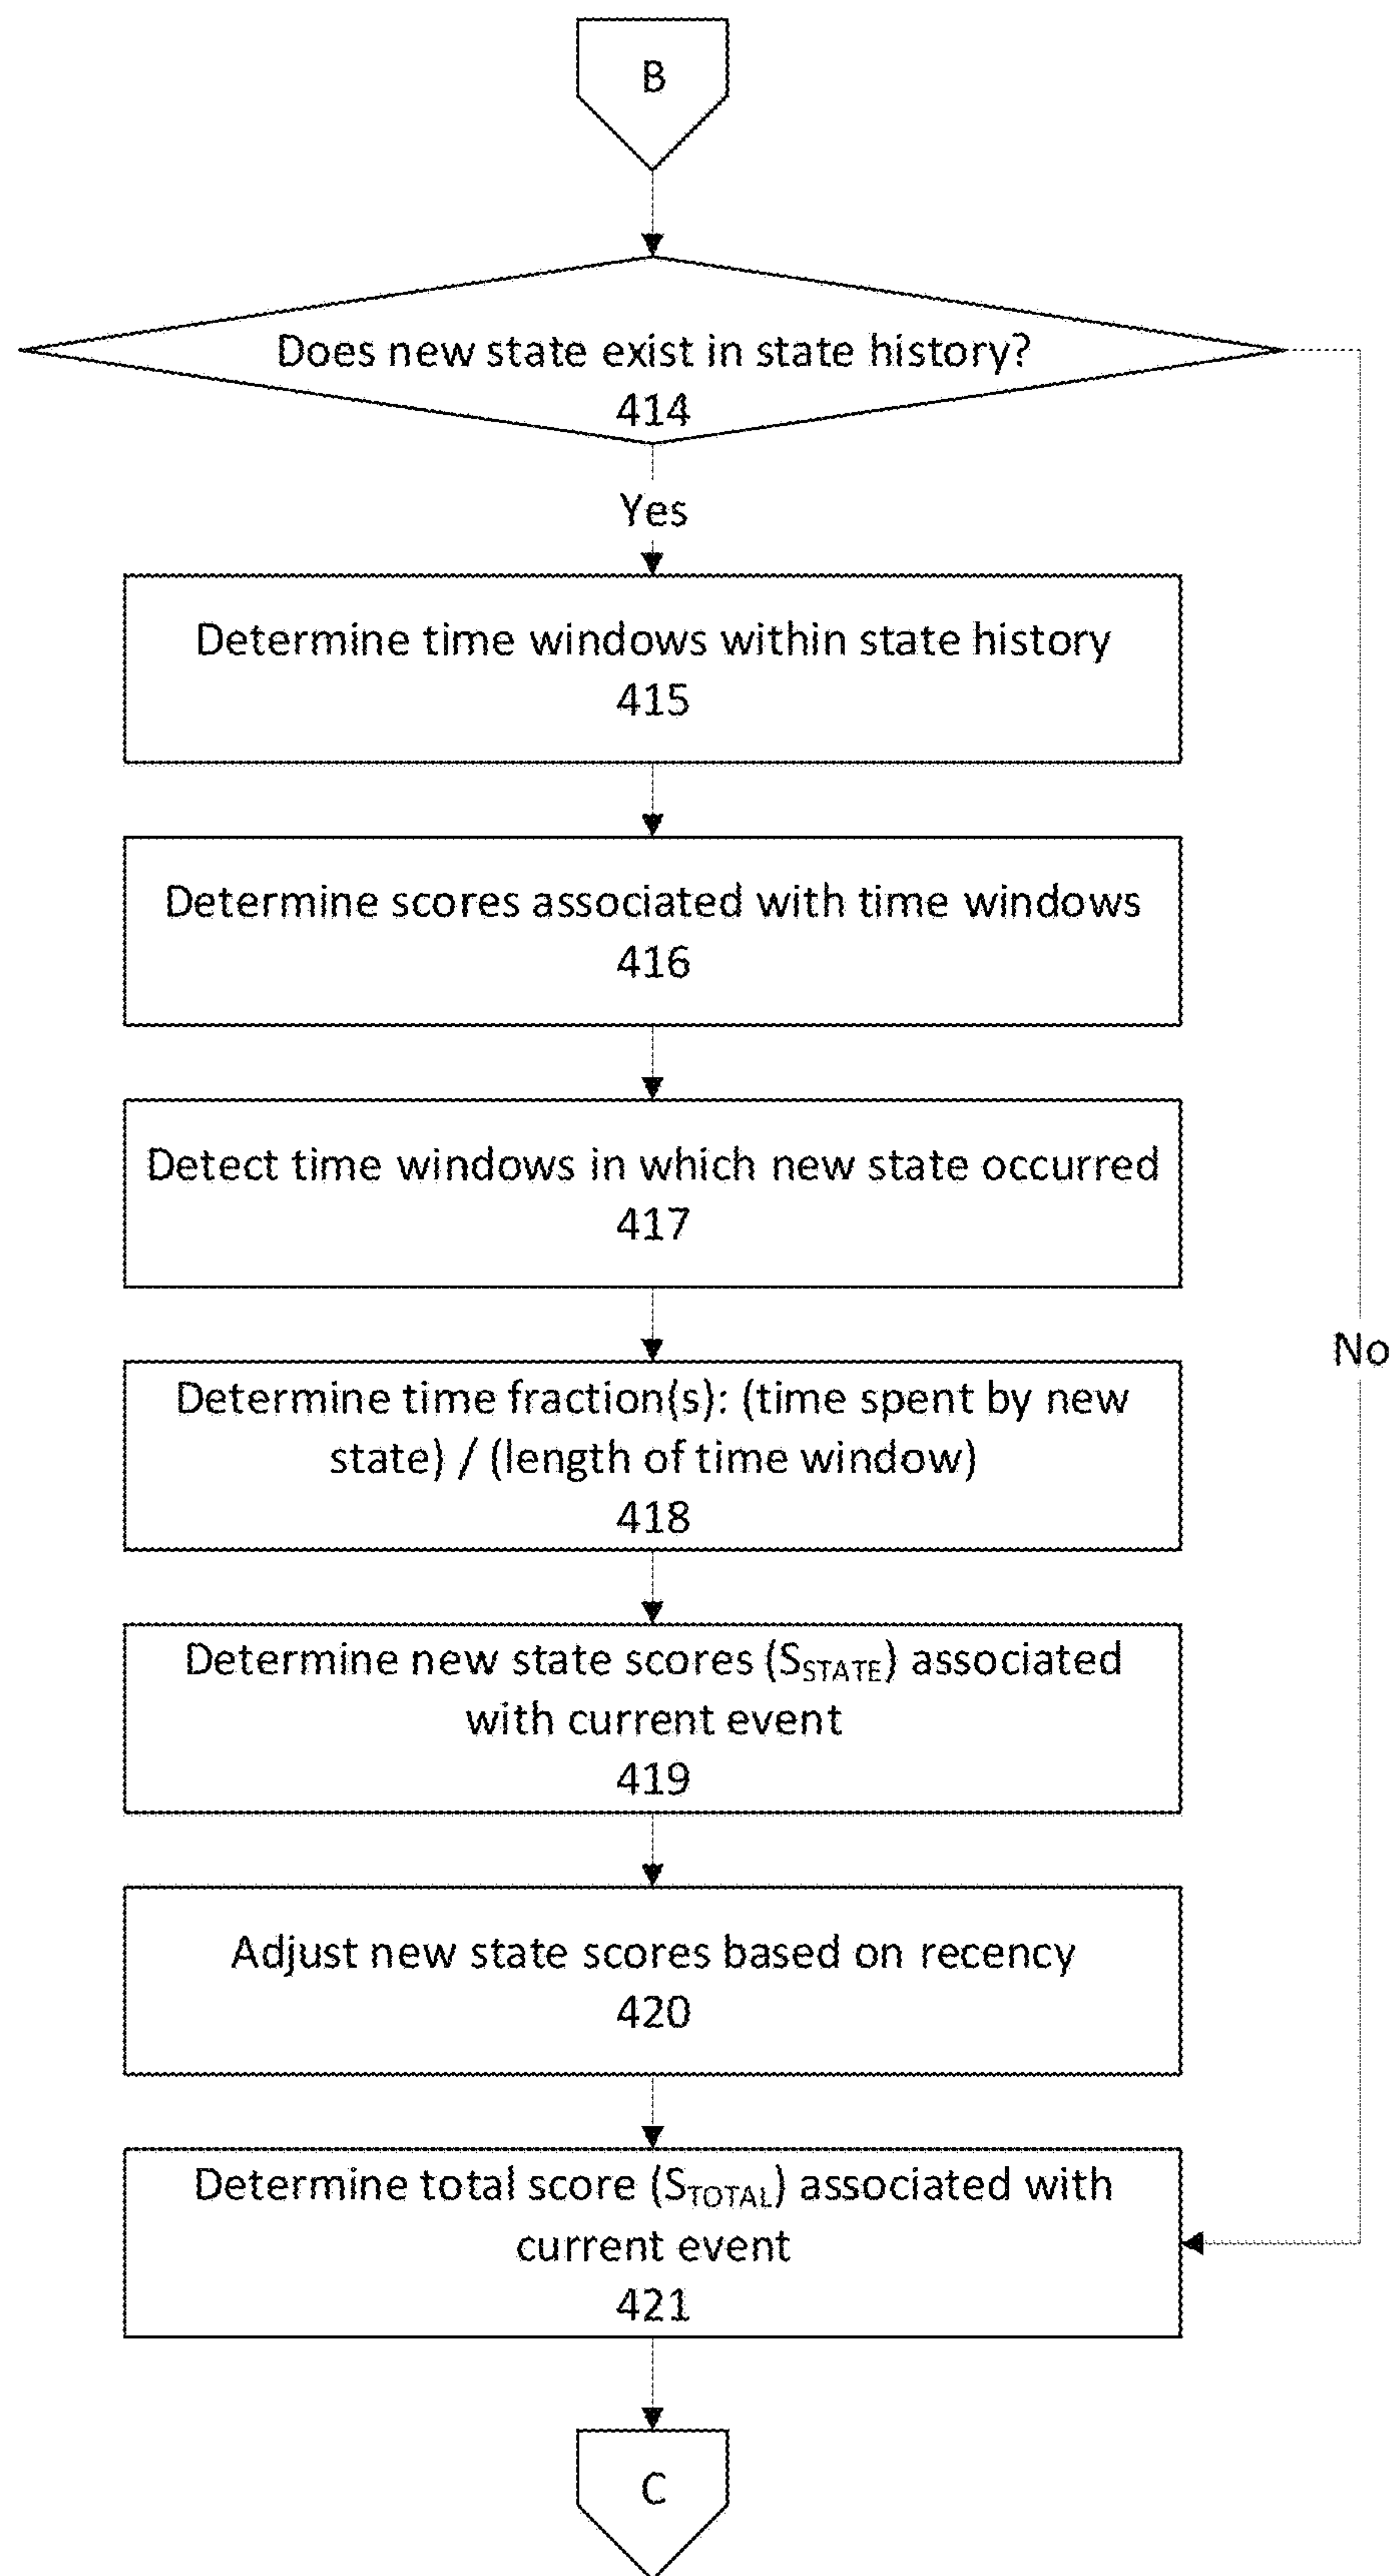 B
Does new state exist in state history?
414
Yes
Determine time windows within state history
415
Determine scores associated with time windows
416
Detect time windows in which new state occurred
417
No
Determine time fraction(s): (time spent by new
state) / (length of time window)
418
Determine new state scores (S_STATE) associated
with current event
419
Adjust new state scores based on recency
420
Determine total score (S_TOTAL) associated with
current event
421
C